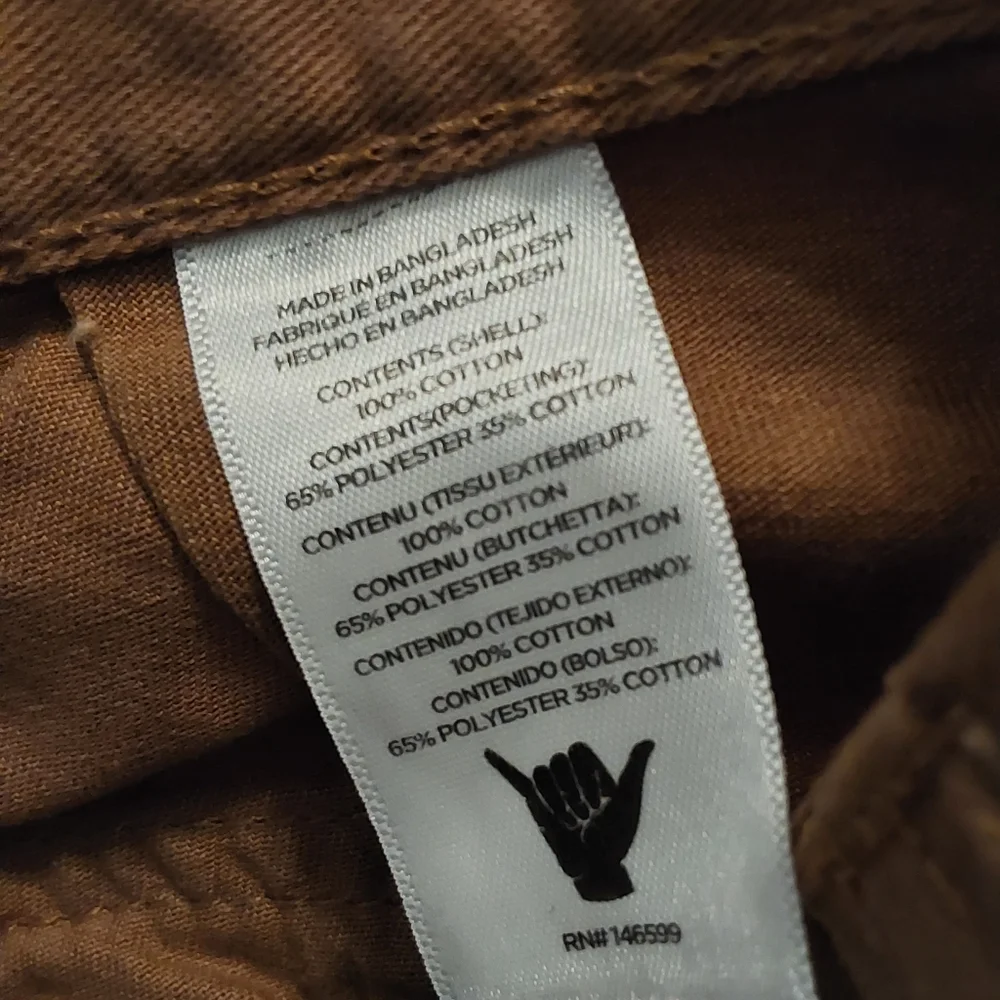 MADE IN BANGLADESH
FABRIQUÉ EN BANGLADESH
HECHO EN BANGLADESH
CONTENTS (SHELL):
100% COTTON
CONTENTS(POCKETING):
65% POLYESTER 35% COTTON
CONTENU (TISSU EXTERIEUR):
100% COTTON
CONTENU (BUTCHETTA):
65% POLYESTER 35% COTTON
CONTENIDO (TEJIDO EXTERNO):
100% COTTON
CONTENIDO (BOLSO):
65% POLYESTER 35% COTTON
RN# 146599